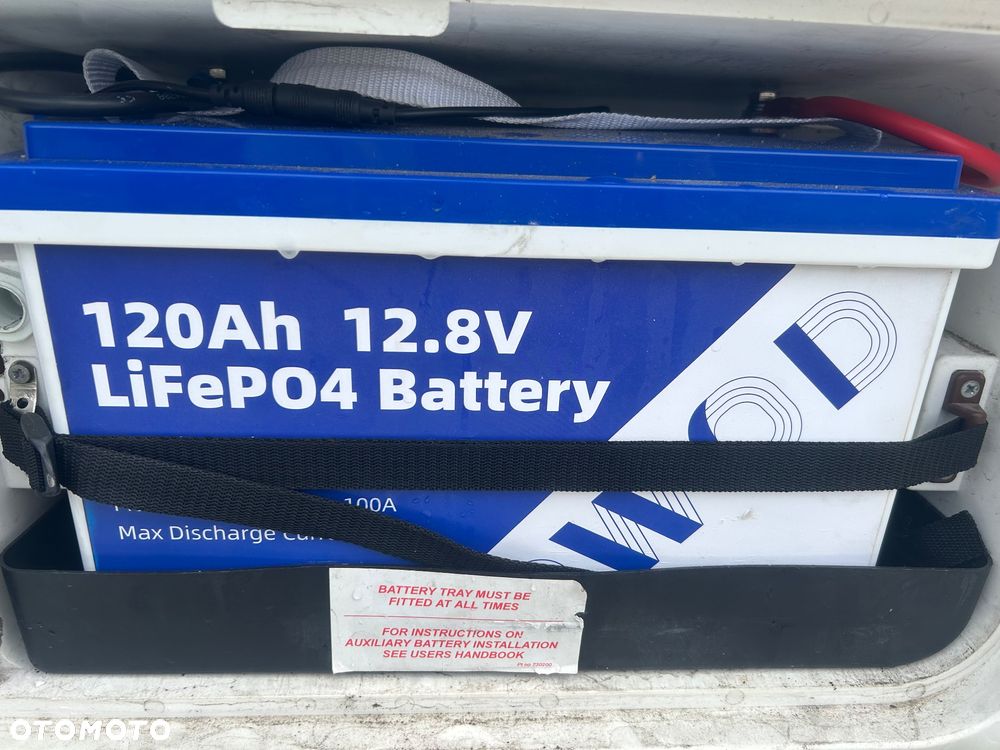 120Ah 12.8V
LiFePO4 Battery
100A
Max Discharge
BATTERY TRAY MUST BE
FITTED AT ALL TIMES
FOR INSTRUCTIONS ON
AUXILIARY BATTERY INSTALLATION
SEE USERS HANDBOOK
OTOMOTO